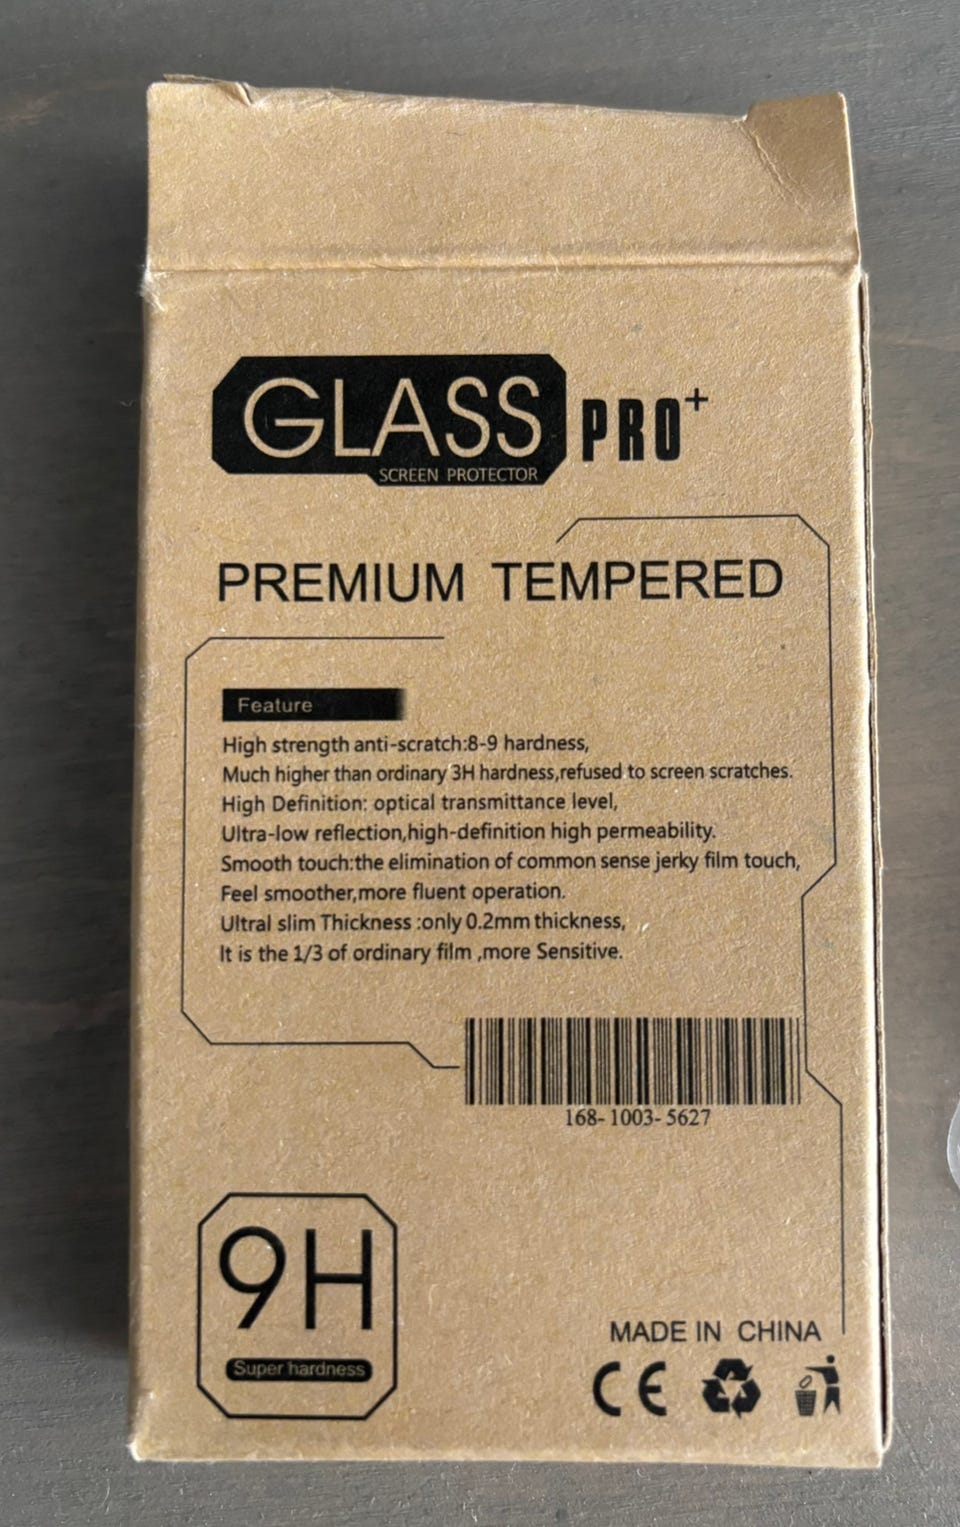 GLASS PRO+
SCREEN PROTECTOR
PREMIUM TEMPERED
Feature
High strength anti-scratch:8-9 hardness,
Much higher than ordinary 3H hardness,refused to screen scratches.
High Definition: optical transmittance level,
Ultra-low reflection,high-definition high permeability.
Smooth touch:the elimination of common sense jerky film touch,
Feel smoother,more fluent operation.
Ultral slim Thickness :only 0.2mm thickness,
It is the 1/3 of ordinary film ,more Sensitive.
168-1003-5627
9H
Super hardness
MADE IN CHINA
CE